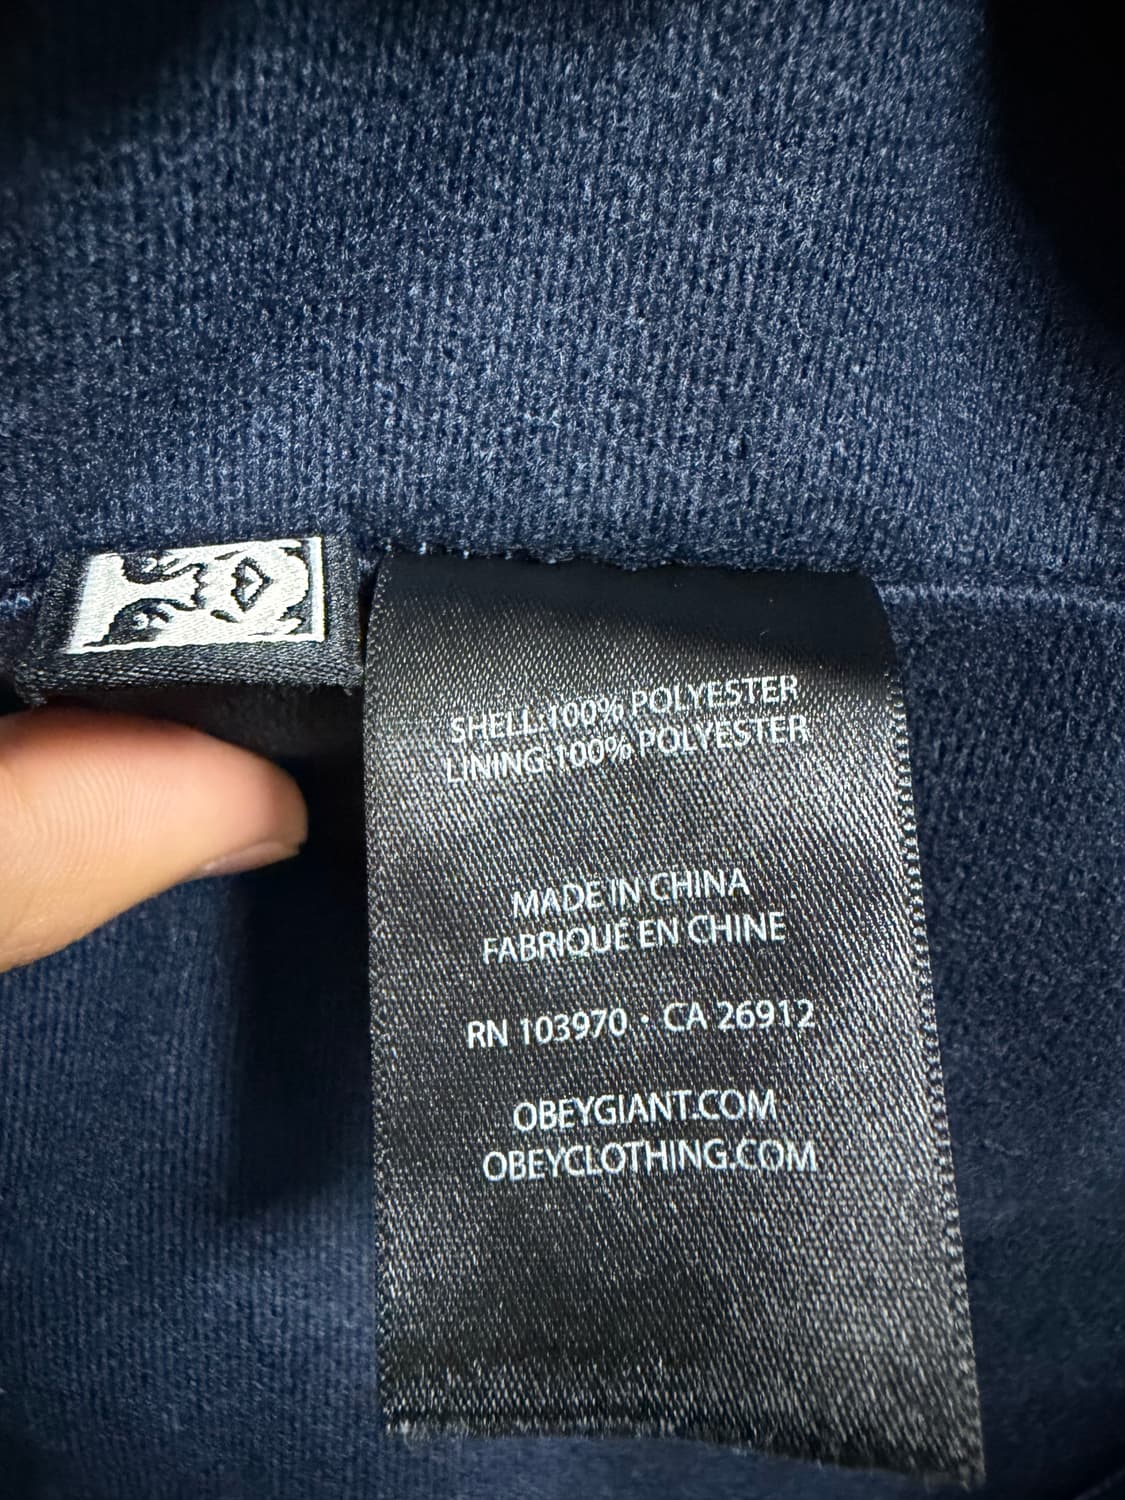 SHELL:100% POLYESTER
LINING:100% POLYESTER
MADE IN CHINA
FABRIQUÉ EN CHINE
RN 103970 · CA 26912
OBEYGIANT.COM
OBEYCLOTHING.COM